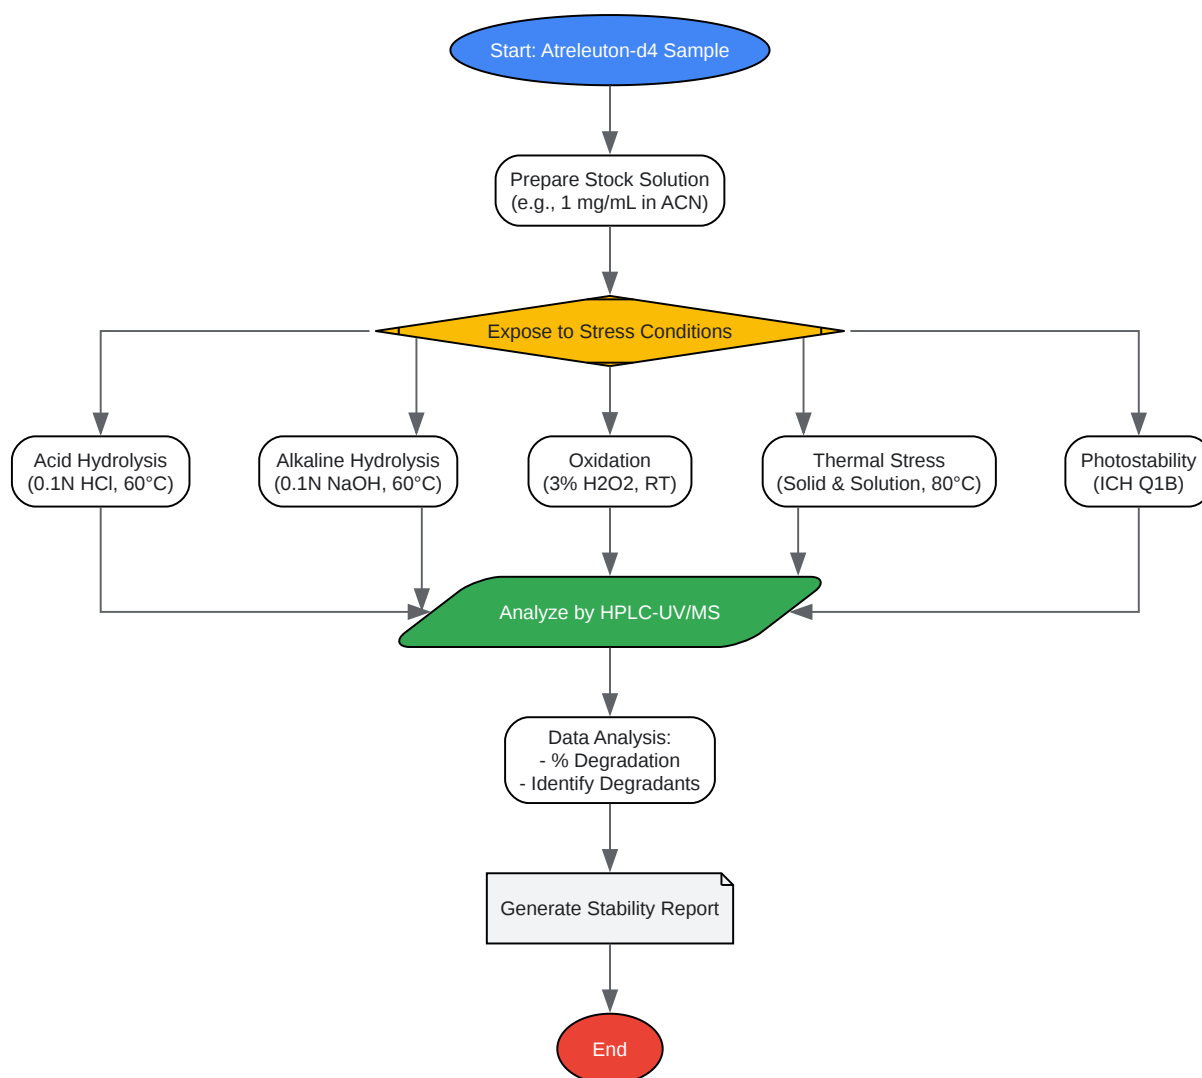 Start: Atreleuton-d4 Sample
Prepare Stock Solution
(e.g., 1 mg/mL in ACN)
Expose to Stress Conditions
Acid Hydrolysis
(0.1N HCl, 60°C)
Alkaline Hydrolysis
(0.1N NaOH, 60°C)
Oxidation
(3% H2O2, RT)
Thermal Stress
(Solid & Solution, 80°C)
Photostability
(ICH Q1B)
Analyze by HPLC-UV/MS
Data Analysis:
- % Degradation
- Identify Degradants
Generate Stability Report
End